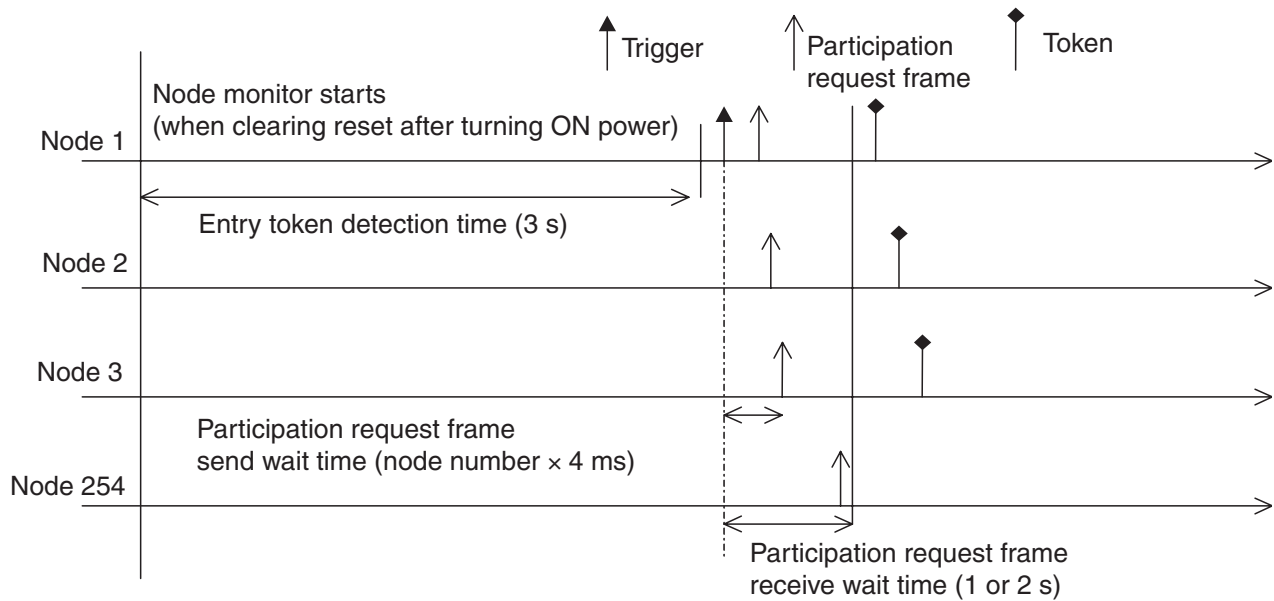 Trigger
Participation
request frame
Token
Node monitor starts
(when clearing reset after turning ON power)
Node 1
Entry token detection time (3 s)
Node 2
Node 3
Participation request frame
send wait time (node number × 4 ms)
Node 254
Participation request frame
receive wait time (1 or 2 s)